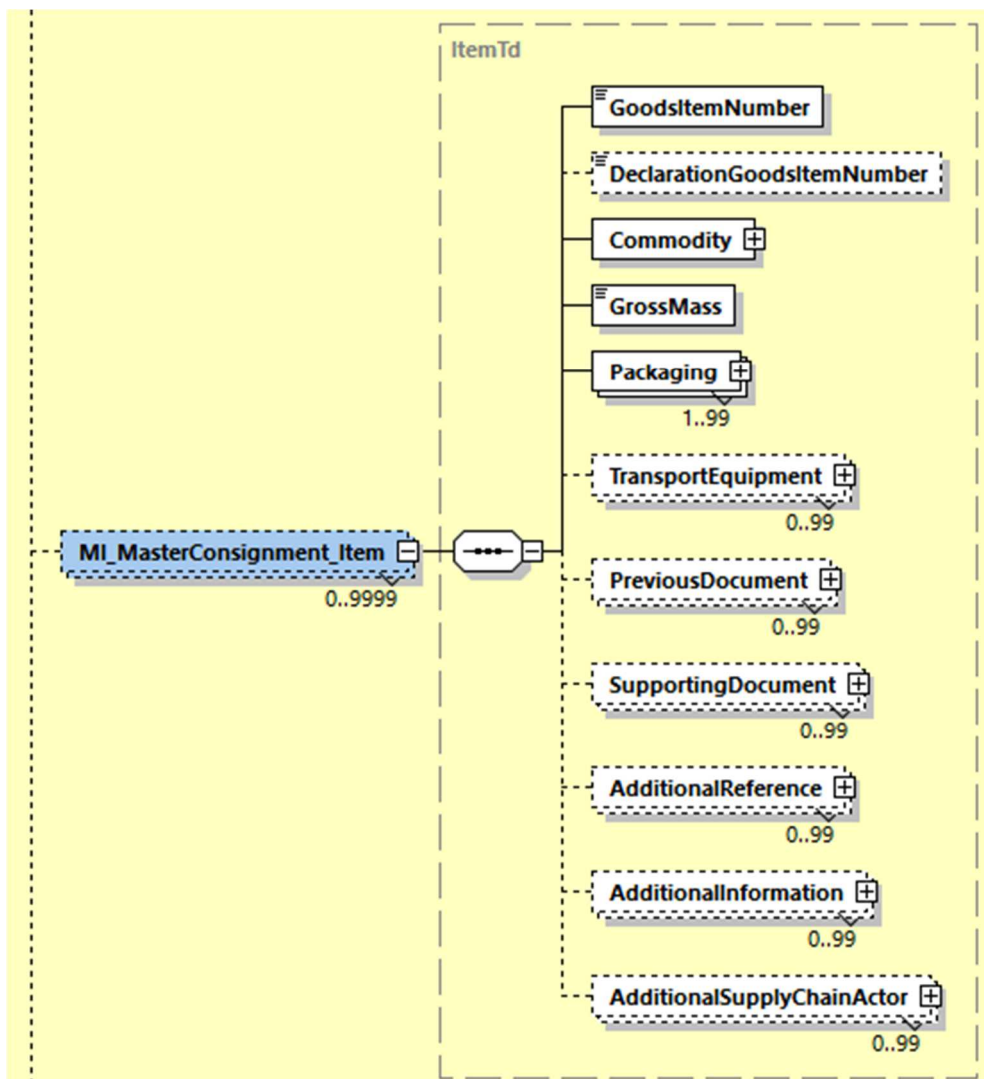 ItemTd
GoodsItemNumber
DeclarationGoodsItemNumber
Commodity
GrossMass
Packaging
1..99
TransportEquipment
0..99
MI_MasterConsignment_Item
0..9999
PreviousDocument
0..99
SupportingDocument
0..99
AdditionalReference
0..99
AdditionalInformation
0..99
AdditionalSupplyChainActor
0..99